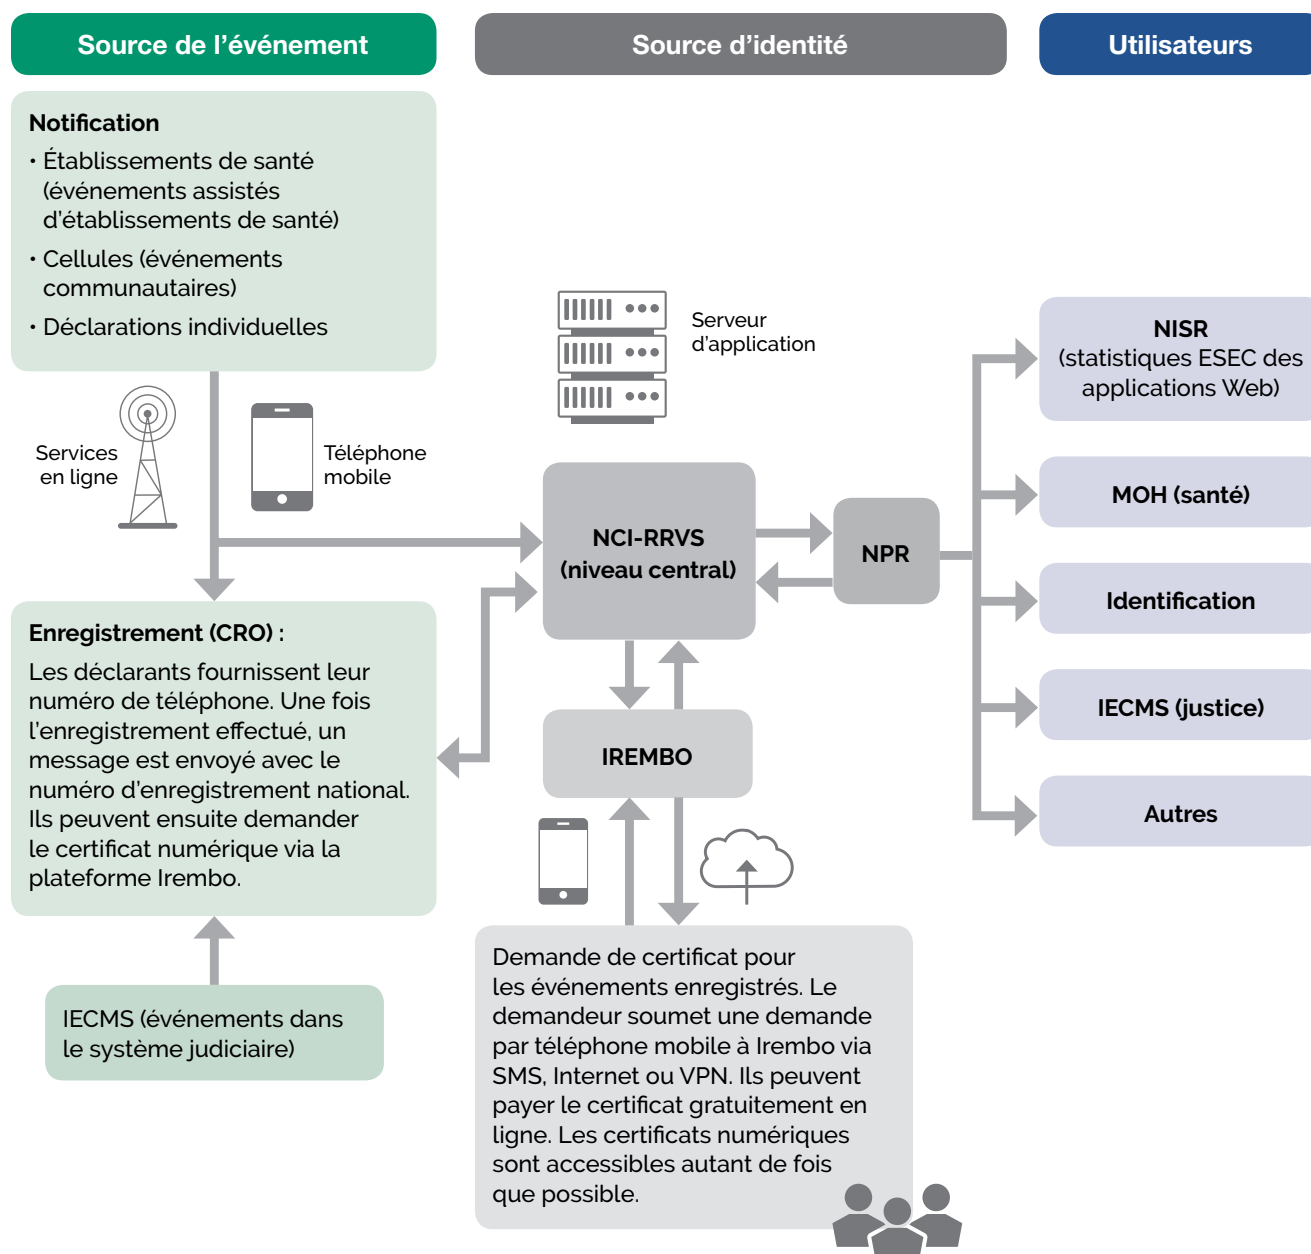 Source de l'événement
Source d'identité
Utilisateurs
Notification
• Établissements de santé
(événements assistés
d'établissements de santé)
• Cellules (événements
communautaires)
• Déclarations individuelles
Services
en ligne
Téléphone
mobile
Enregistrement (CRO) :
Les déclarants fournissent leur
numéro de téléphone. Une fois
l'enregistrement effectué, un
message est envoyé avec le
numéro d'enregistrement national.
Ils peuvent ensuite demander
le certificat numérique via la
plateforme Irembo.
IECMS (événements dans
le système judiciaire)
Serveur
d'application
NCI-RRVS
(niveau central)
NPR
IREMBO
Demande de certificat pour
les événements enregistrés. Le
demandeur soumet une demande
par téléphone mobile à Irembo via
SMS, Internet ou VPN. Ils peuvent
payer le certificat gratuitement en
ligne. Les certificats numériques
sont accessibles autant de fois
que possible.
NISR
(statistiques ESEC des
applications Web)
MOH (santé)
Identification
IECMS (justice)
Autres